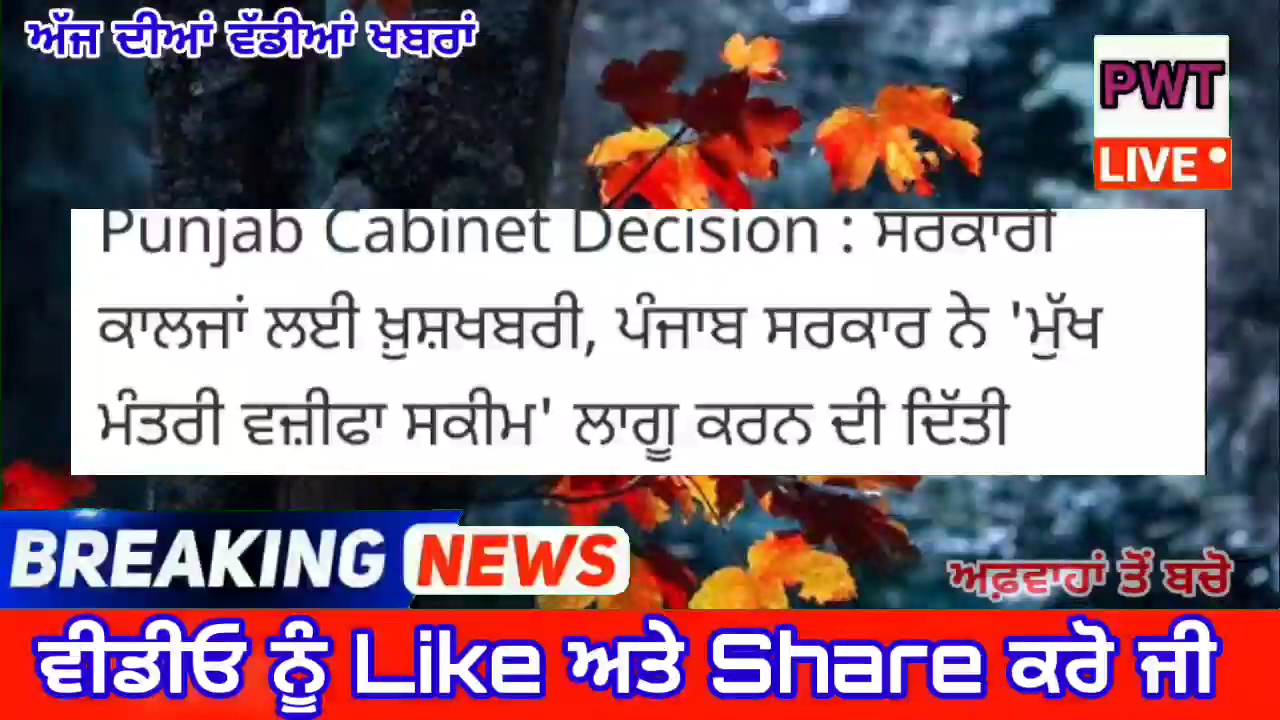 ਅੱਜ ਦੀਆਂ ਵੱਡੀਆਂ ਖਬਰਾਂ
PWT
LIVE
Punjab Cabinet Decision : ਸਰਕਾਰੀ
ਕਾਲਜਾਂ ਲਈ ਖ਼ੁਸ਼ਖਬਰੀ, ਪੰਜਾਬ ਸਰਕਾਰ ਨੇ 'ਮੁੱਖ
ਮੰਤਰੀ ਵਜ਼ੀਫਾ ਸਕੀਮ' ਲਾਗੂ ਕਰਨ ਦੀ ਦਿੱਤੀ
BREAKING NEWS
ਅਫ਼ਵਾਹਾਂ ਤੋਂ ਬਚੋ
ਵੀਡੀਓ ਨੂੰ Like ਅਤੇ Share ਕਰੋ ਜੀ